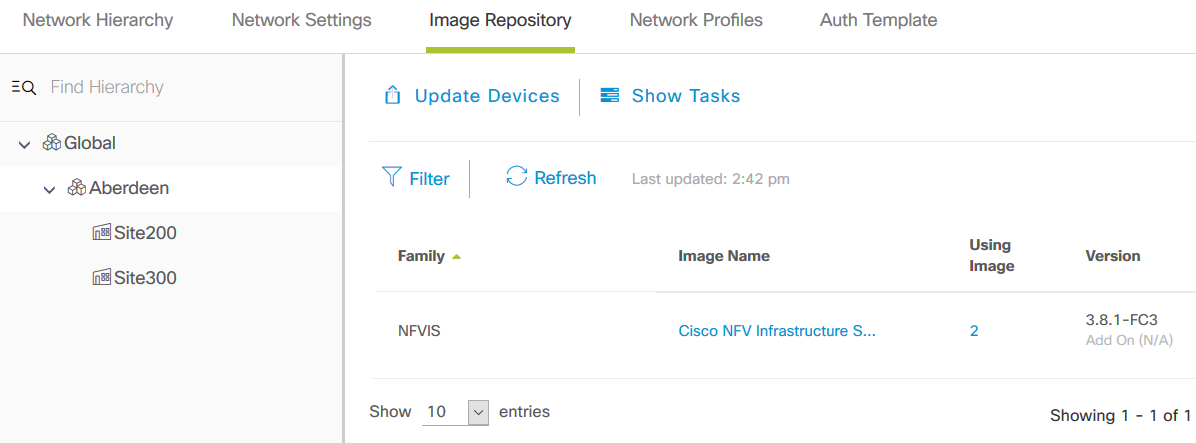 Network Hierarchy Network Settings Image Repository Network Profiles Auth Template
Find Hierarchy
Global
Aberdeen
Site200
Site300
Update Devices Show Tasks
Filter Refresh Last updated: 2:42 pm
Family Image Name Using Image Version
NFVIS Cisco NFV Infrastructure S... 2 3.8.1-FC3
Add On (N/A)
Show 10 entries
Showing 1 - 1 of 1